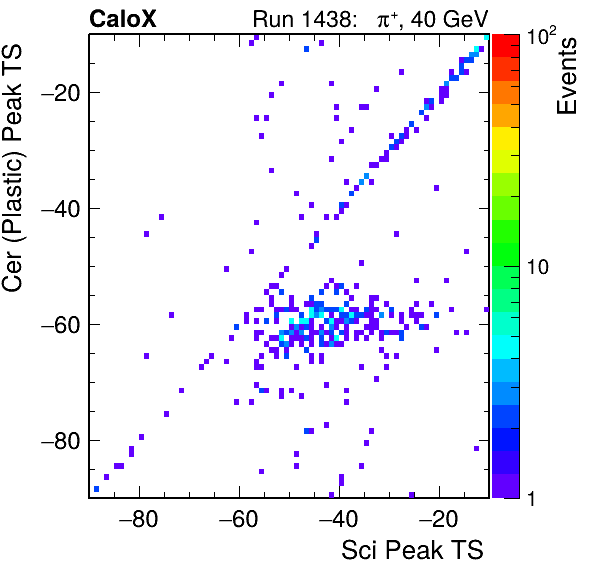 CaloX Run 1438: π⁺, 40 GeV
Cer (Plastic) Peak TS
−20
−40
−60
−80
−80 −60 −40 −20
Sci Peak TS
10²
10
1
Events